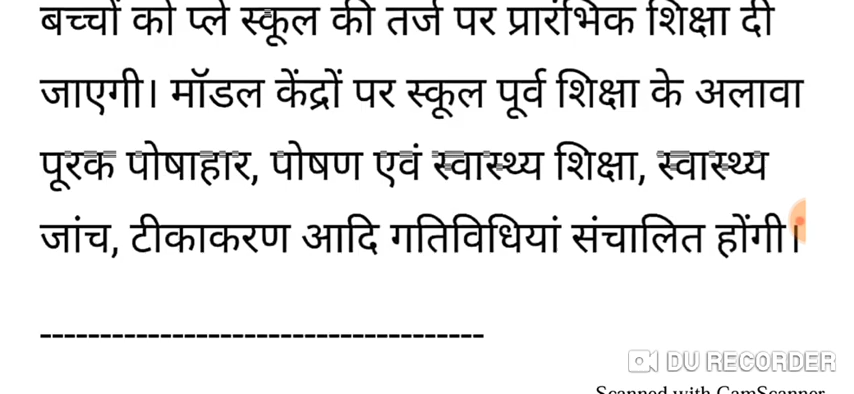 बच्चों को प्ले स्कूल की तर्ज पर प्रारंभिक शिक्षा दी
जाएगी। मॉडल केंद्रों पर स्कूल पूर्व शिक्षा के अलावा
पूरक पोषाहार, पोषण एवं स्वास्थ्य शिक्षा, स्वास्थ्य
जांच, टीकाकरण आदि गतिविधियां संचालित होंगी।
-------------------------------------
DU RECORDER
Scanned with CamScanner